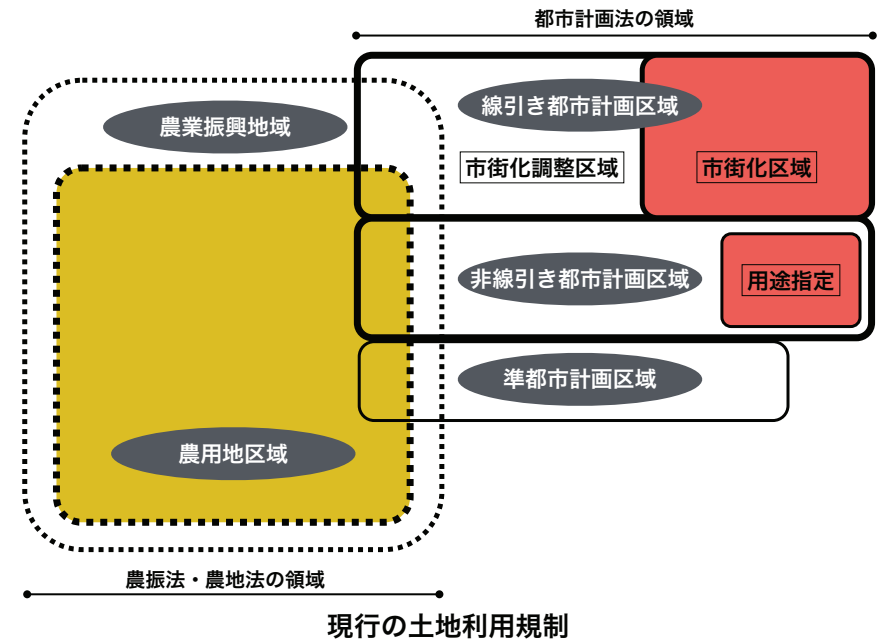 都市計画法の領域
線引き都市計画区域
農業振興地域
市街化調整区域
市街化区域
非線引き都市計画区域
用途指定
準都市計画区域
農用地区域
農振法・農地法の領域
現行の土地利用規制